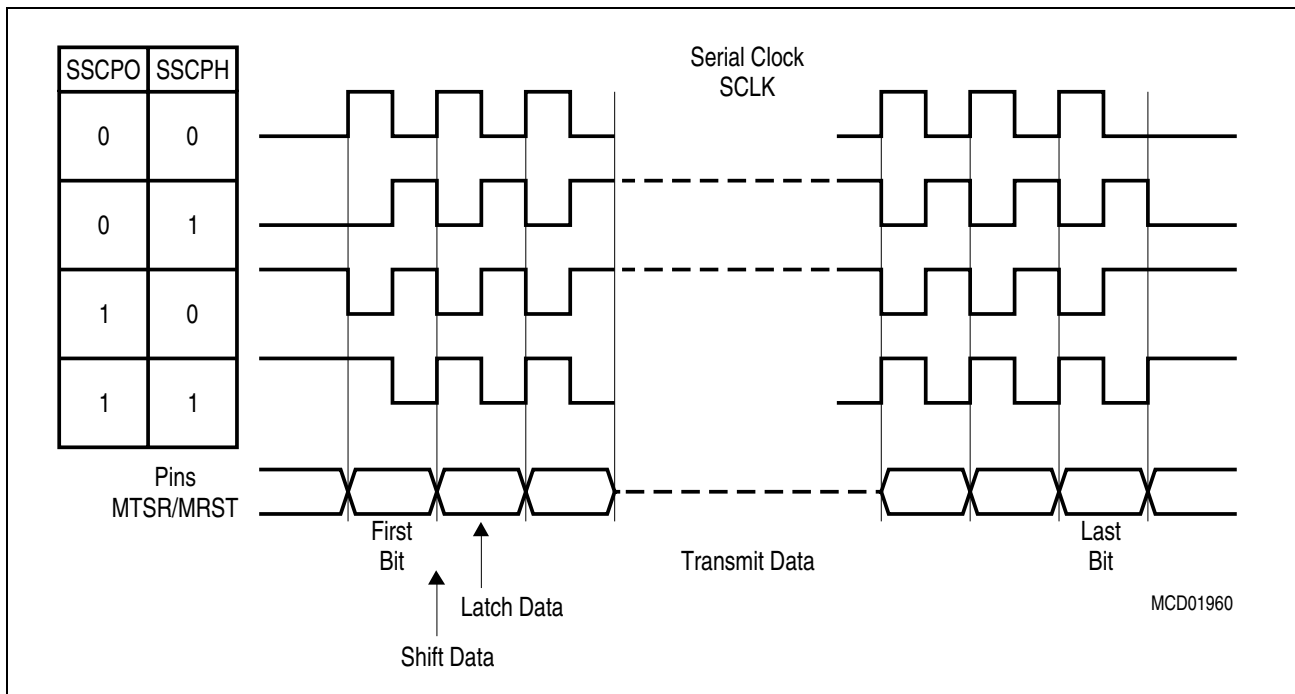 SSCPO SSCPH
0 0
0 1
1 0
1 1
Serial Clock
SCLK
Pins
MTSR/MRST
First
Bit
Transmit Data
Last
Bit
Latch Data
Shift Data
MCD01960